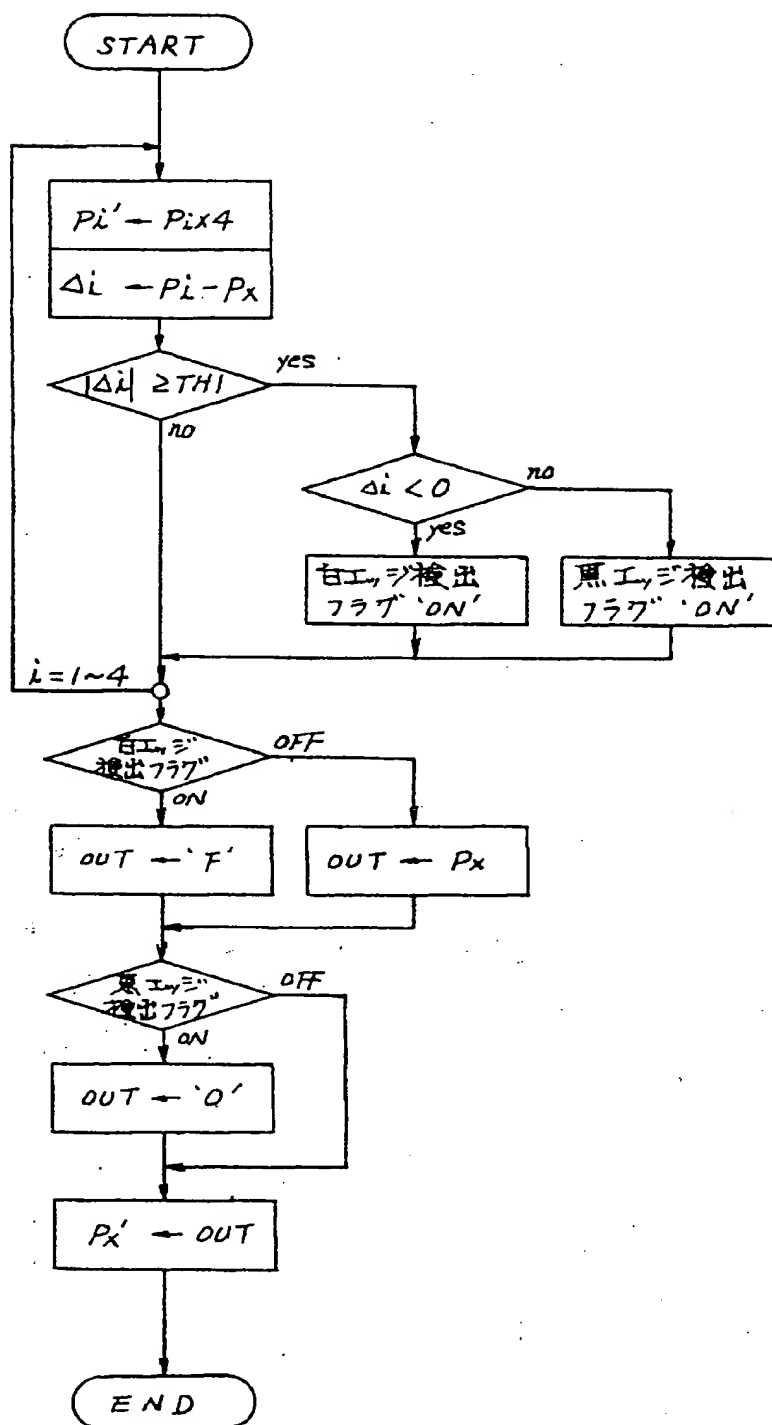 START
Pi' ← Pi×4
Δi ← Pi − Px
|Δi| ≥ TH1
yes
no
Δi < 0
no
yes
白エッジ検出
フラグ 'ON'
黒エッジ検出
フラグ 'ON'
i = 1~4
白エッジ
検出フラグ
OFF
ON
OUT ← 'F'
OUT ← Px
黒エッジ
検出フラグ
OFF
ON
OUT ← '0'
Px' ← OUT
END